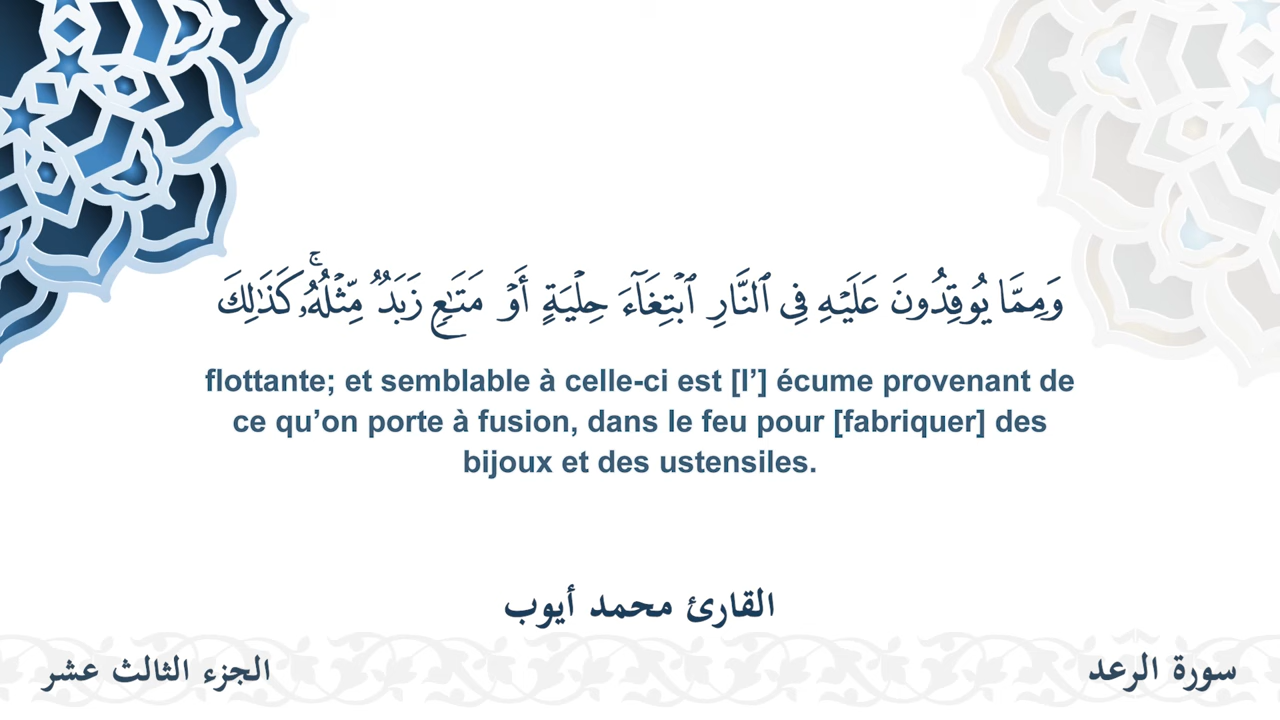 وَمِمَّا يُوقِدُونَ عَلَيۡهِ فِي ٱلنَّارِ ٱبۡتِغَآءَ حِلۡيَةٍ أَوۡ مَتَٰعٖ زَبَدٞ مِّثۡلُهُۥۚ كَذَٰلِكَ
flottante; et semblable à celle-ci est [l’] écume provenant de
ce qu’on porte à fusion, dans le feu pour [fabriquer] des
bijoux et des ustensiles.
القارئ محمد أيوب
سورة الرعد
الجزء الثالث عشر